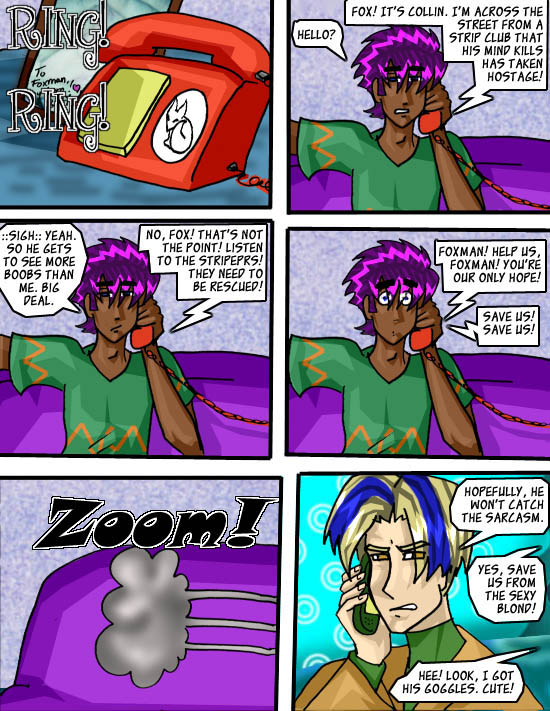 RING!
To
Foxman,
RING!
HELLO?
FOX! IT'S COLLIN. I'M ACROSS THE
STREET FROM A
STRIP CLUB THAT
HIS MIND KILLS
HAS TAKEN
HOSTAGE!
::SIGH:: YEAH.
SO HE GETS
TO SEE MORE
BOOBS THAN
ME. BIG
DEAL.
NO, FOX! THAT'S NOT
THE POINT! LISTEN
TO THE STRIPEPRS!
THEY NEED TO
BE RESCUED!
FOXMAN! HELP US,
FOXMAN! YOU'RE
OUR ONLY HOPE!
SAVE US!
SAVE US!
Zoom!
HOPEFULLY, HE
WON'T CATCH
THE SARCASM.
YES, SAVE
US FROM
THE SEXY
BLOND!
HEE! LOOK, I GOT
HIS GOGGLES. CUTE!